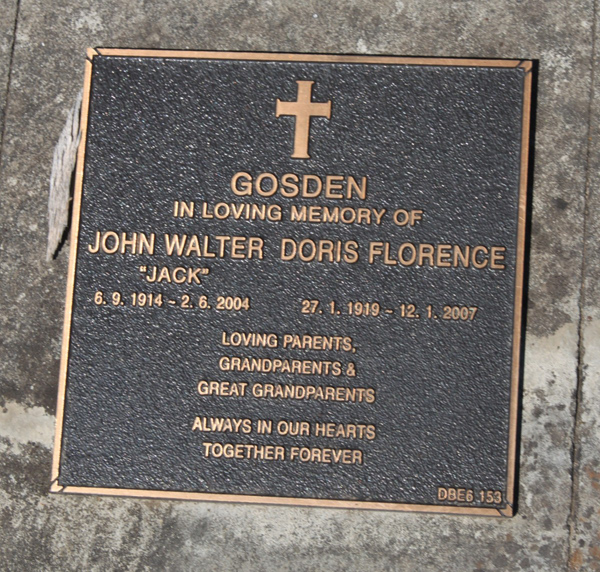 GOSDEN
IN LOVING MEMORY OF
JOHN WALTER DORIS FLORENCE
"JACK"
6. 9. 1914 - 2. 6. 2004 27. 1. 1919 - 12. 1. 2007
LOVING PARENTS,
GRANDPARENTS &
GREAT GRANDPARENTS
ALWAYS IN OUR HEARTS
TOGETHER FOREVER
DBE6 153